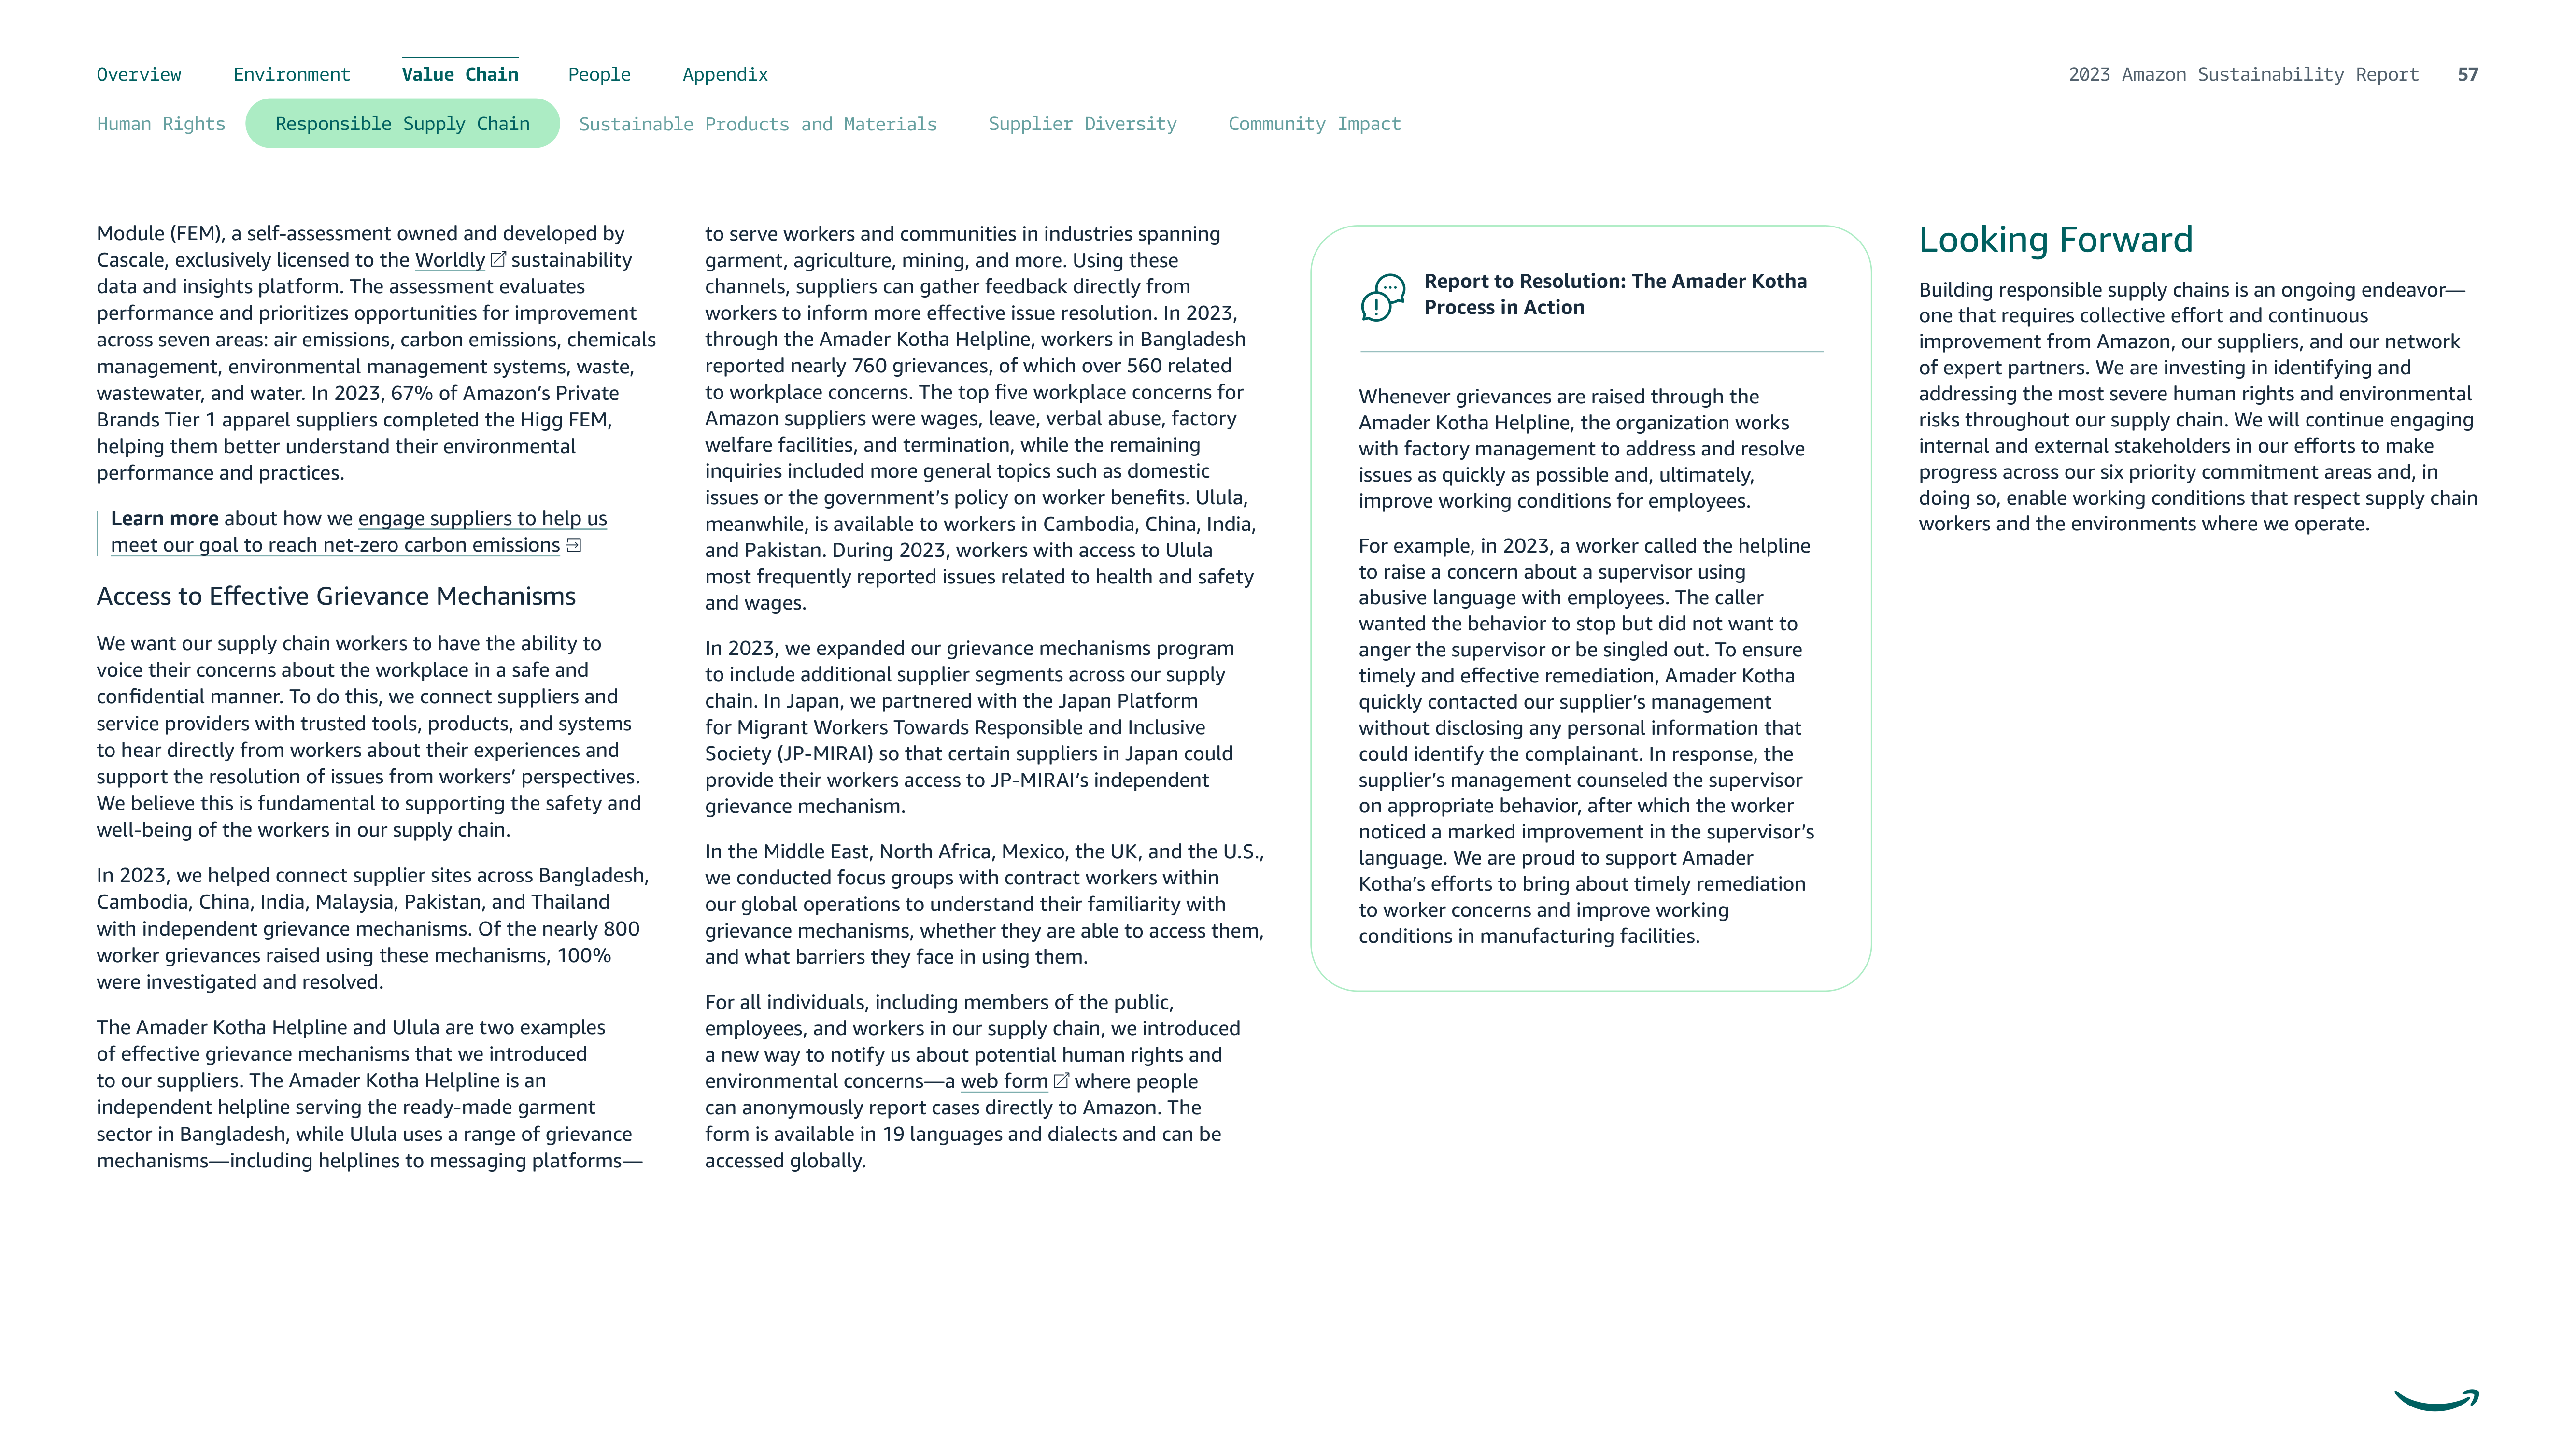 Overview Environment Value Chain People Appendix
2023 Amazon Sustainability Report 57
Human Rights Responsible Supply Chain Sustainable Products and Materials Supplier Diversity Community Impact
Module (FEM), a self-assessment owned and developed by
Cascale, exclusively licensed to the Worldly sustainability
data and insights platform. The assessment evaluates
performance and prioritizes opportunities for improvement
across seven areas: air emissions, carbon emissions, chemicals
management, environmental management systems, waste,
wastewater, and water. In 2023, 67% of Amazon’s Private
Brands Tier 1 apparel suppliers completed the Higg FEM,
helping them better understand their environmental
performance and practices.
Learn more about how we engage suppliers to help us
meet our goal to reach net-zero carbon emissions
Access to Effective Grievance Mechanisms
We want our supply chain workers to have the ability to
voice their concerns about the workplace in a safe and
confidential manner. To do this, we connect suppliers and
service providers with trusted tools, products, and systems
to hear directly from workers about their experiences and
support the resolution of issues from workers’ perspectives.
We believe this is fundamental to supporting the safety and
well-being of the workers in our supply chain.
In 2023, we helped connect supplier sites across Bangladesh,
Cambodia, China, India, Malaysia, Pakistan, and Thailand
with independent grievance mechanisms. Of the nearly 800
worker grievances raised using these mechanisms, 100%
were investigated and resolved.
The Amader Kotha Helpline and Ulula are two examples
of effective grievance mechanisms that we introduced
to our suppliers. The Amader Kotha Helpline is an
independent helpline serving the ready-made garment
sector in Bangladesh, while Ulula uses a range of grievance
mechanisms—including helplines to messaging platforms—
to serve workers and communities in industries spanning
garment, agriculture, mining, and more. Using these
channels, suppliers can gather feedback directly from
workers to inform more effective issue resolution. In 2023,
through the Amader Kotha Helpline, workers in Bangladesh
reported nearly 760 grievances, of which over 560 related
to workplace concerns. The top five workplace concerns for
Amazon suppliers were wages, leave, verbal abuse, factory
welfare facilities, and termination, while the remaining
inquiries included more general topics such as domestic
issues or the government’s policy on worker benefits. Ulula,
meanwhile, is available to workers in Cambodia, China, India,
and Pakistan. During 2023, workers with access to Ulula
most frequently reported issues related to health and safety
and wages.
In 2023, we expanded our grievance mechanisms program
to include additional supplier segments across our supply
chain. In Japan, we partnered with the Japan Platform
for Migrant Workers Towards Responsible and Inclusive
Society (JP-MIRAI) so that certain suppliers in Japan could
provide their workers access to JP-MIRAI’s independent
grievance mechanism.
In the Middle East, North Africa, Mexico, the UK, and the U.S.,
we conducted focus groups with contract workers within
our global operations to understand their familiarity with
grievance mechanisms, whether they are able to access them,
and what barriers they face in using them.
For all individuals, including members of the public,
employees, and workers in our supply chain, we introduced
a new way to notify us about potential human rights and
environmental concerns—a web form where people
can anonymously report cases directly to Amazon. The
form is available in 19 languages and dialects and can be
accessed globally.
Report to Resolution: The Amader Kotha
Process in Action
Whenever grievances are raised through the
Amader Kotha Helpline, the organization works
with factory management to address and resolve
issues as quickly as possible and, ultimately,
improve working conditions for employees.
For example, in 2023, a worker called the helpline
to raise a concern about a supervisor using
abusive language with employees. The caller
wanted the behavior to stop but did not want to
anger the supervisor or be singled out. To ensure
timely and effective remediation, Amader Kotha
quickly contacted our supplier’s management
without disclosing any personal information that
could identify the complainant. In response, the
supplier’s management counseled the supervisor
on appropriate behavior, after which the worker
noticed a marked improvement in the supervisor’s
language. We are proud to support Amader
Kotha’s efforts to bring about timely remediation
to worker concerns and improve working
conditions in manufacturing facilities.
Looking Forward
Building responsible supply chains is an ongoing endeavor—
one that requires collective effort and continuous
improvement from Amazon, our suppliers, and our network
of expert partners. We are investing in identifying and
addressing the most severe human rights and environmental
risks throughout our supply chain. We will continue engaging
internal and external stakeholders in our efforts to make
progress across our six priority commitment areas and, in
doing so, enable working conditions that respect supply chain
workers and the environments where we operate.